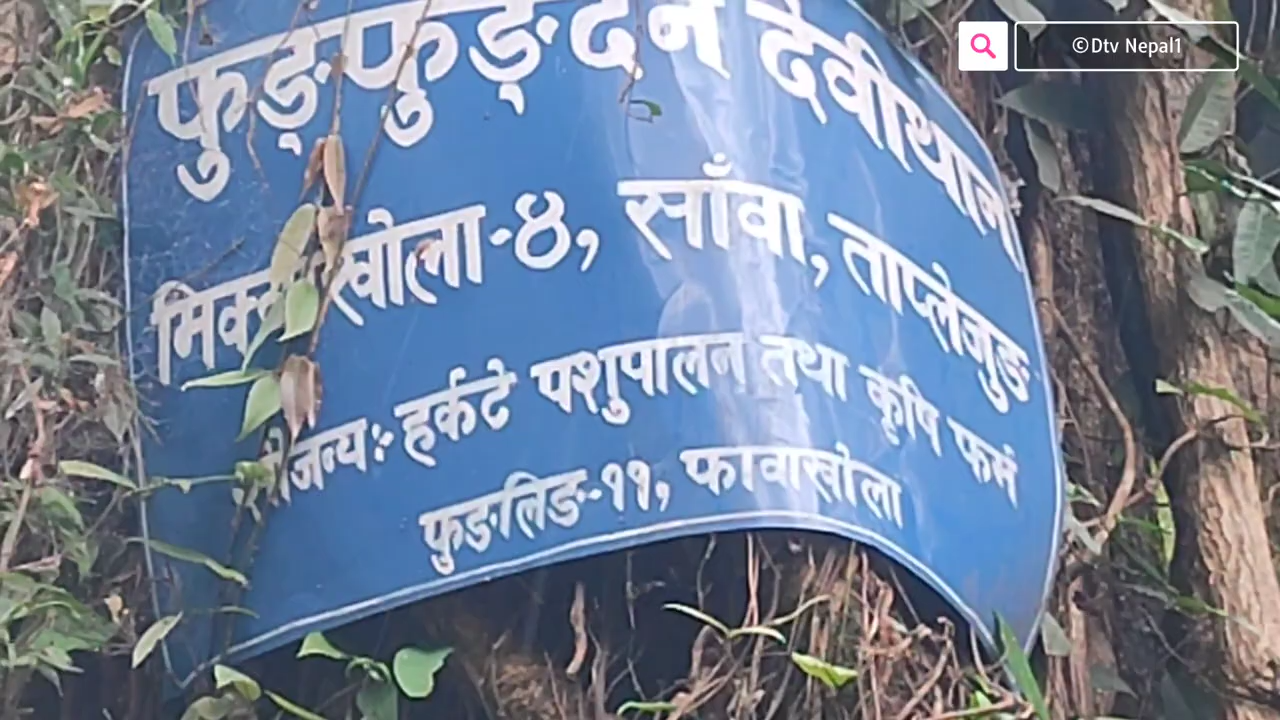 ©Dtv Nepal1
फुङ्फुङ्दन देवीथान
मिक्वाखोला-४, साँवा, ताप्लेजुङ
सौजन्य: हर्कटे पशुपालन तथा कृषि फर्म
फुङलिङ-११, फावाखोला